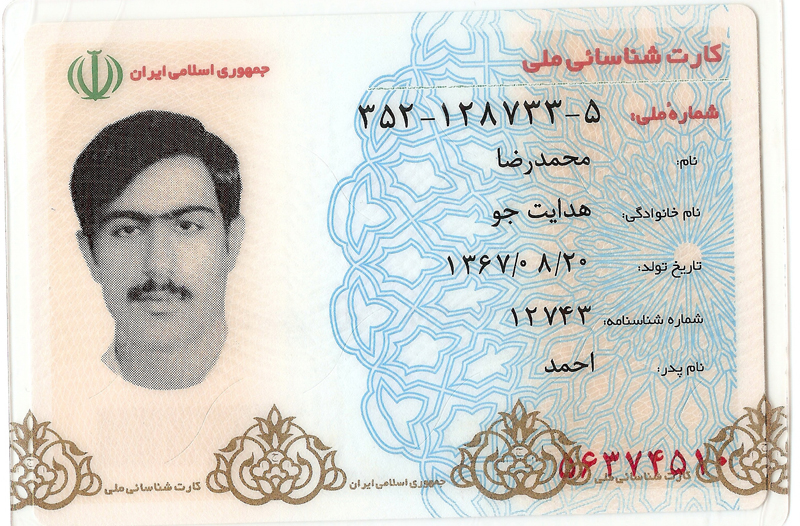 کارت شناسائی ملی
جمهوری اسلامی ایران
شمارهٔ ملی: ۳۵۲-۱۲۸۷۳۳-۵
نام: محمدرضا
نام خانوادگی: هدایت جو
تاریخ تولد: ۱۳۶۷/۰۸/۲۰
شماره شناسنامه: ۱۲۷۴۳
نام پدر: احمد
۵۶۳۷۴۵۱۰
کارت شناسائی ملی
جمهوری اسلامی ایران
کارت شناسائی ملی